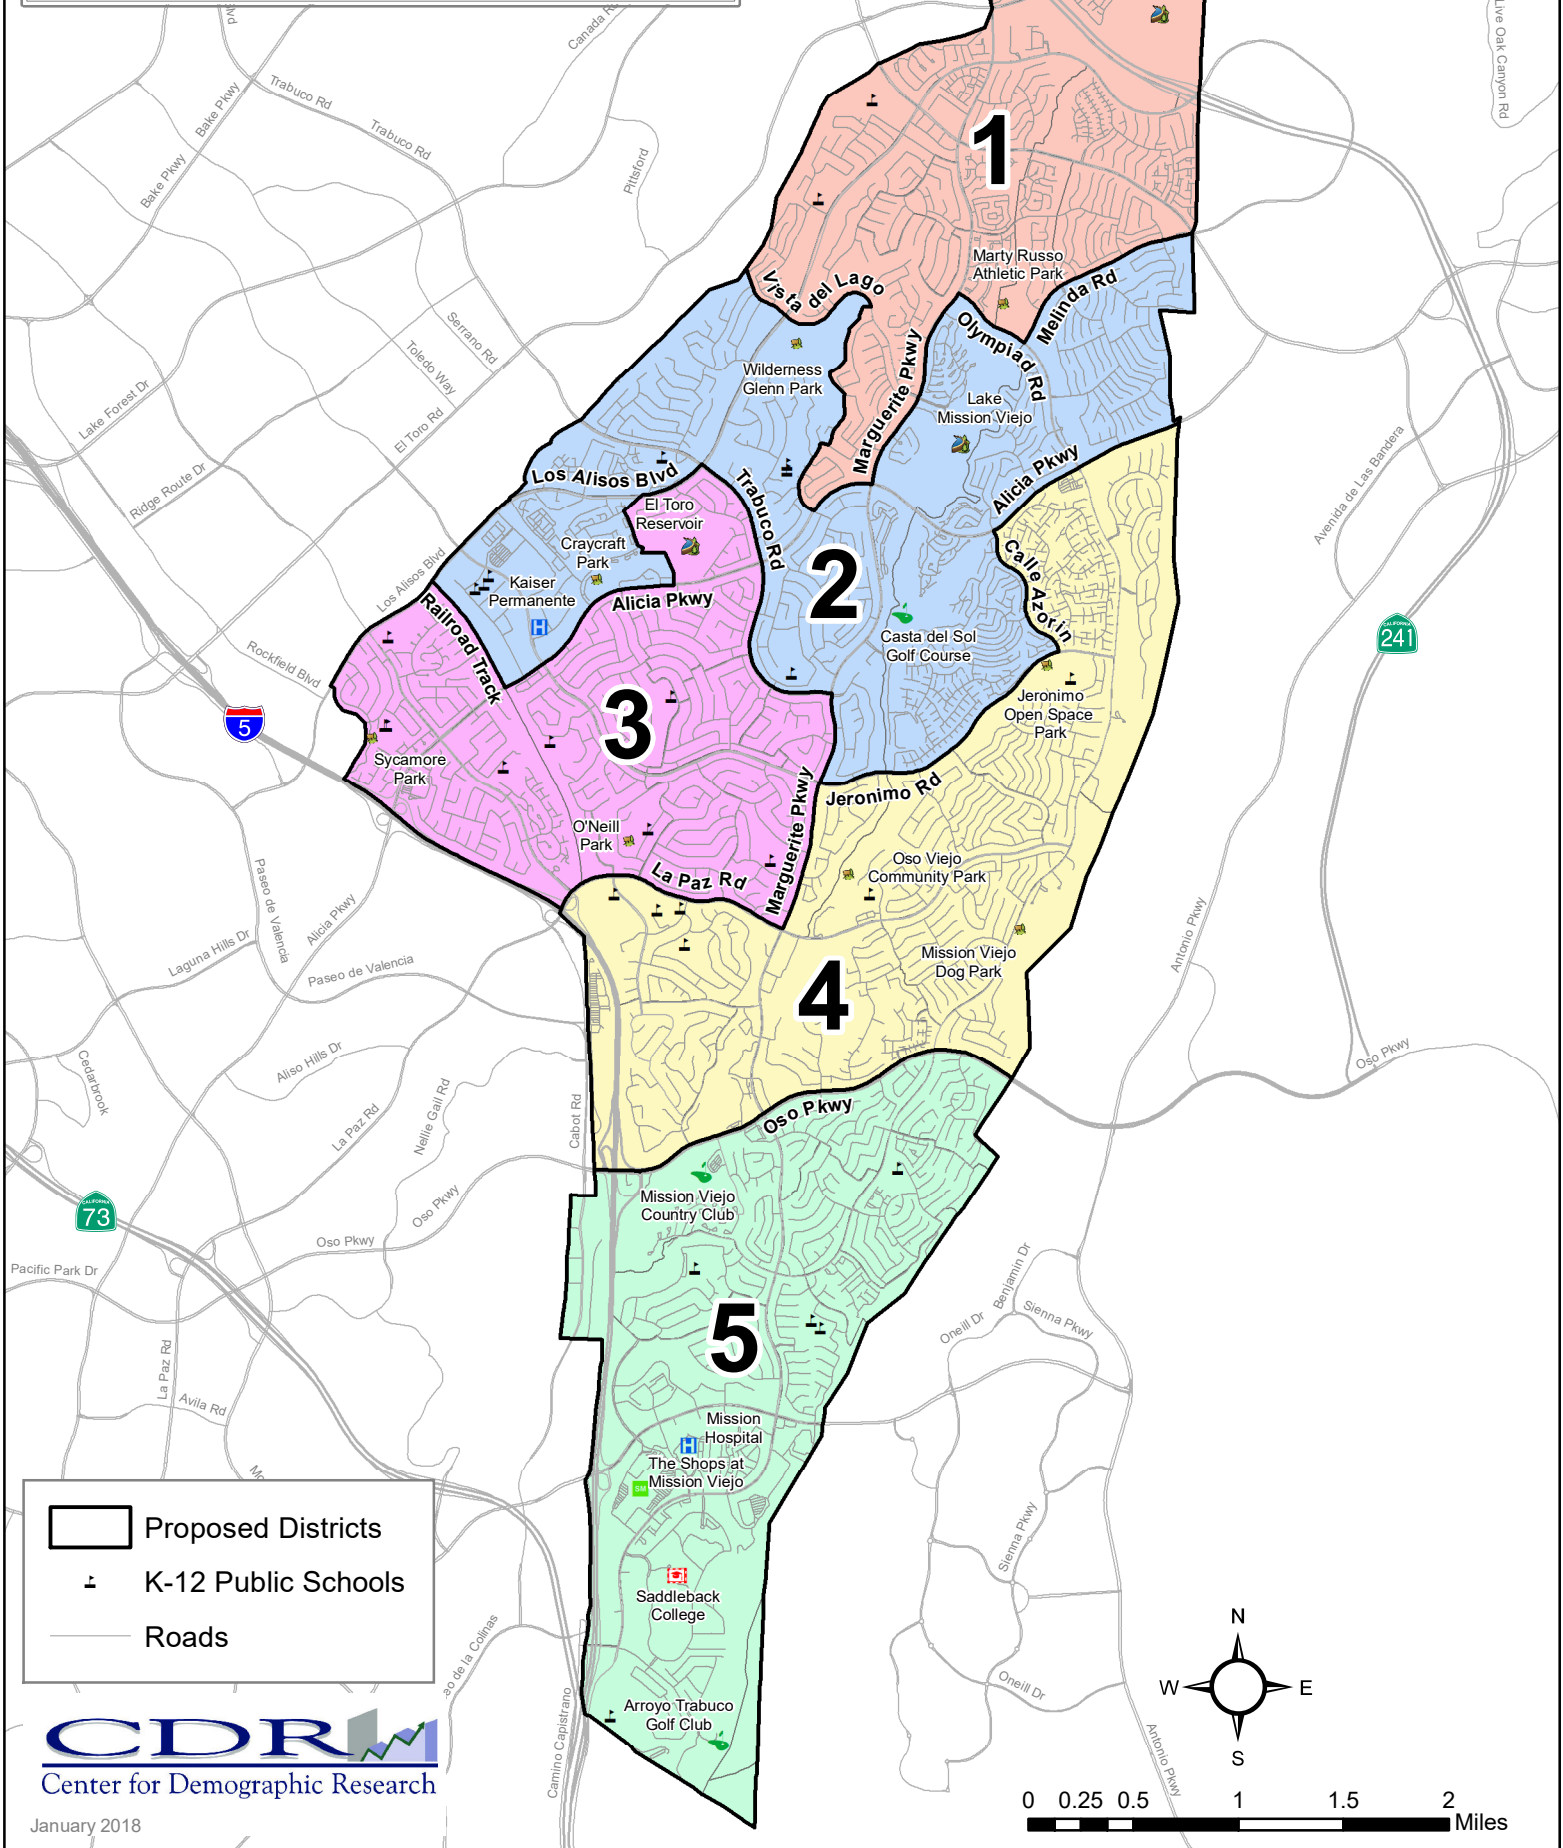 Canada Rd
Live Oak Canyon Rd
Trabuco Rd
Bake Pkwy
Trabuco Rd
Bake Pkwy
Pittsford
1
Marty Russo
Athletic Park
Melinda Rd
Vista del Lago
Olympiad Rd
Serrano Rd
Toledo Way
Marguerite Pkwy
Wilderness
Glenn Park
Lake
Mission Viejo
Lake Forest Dr
El Toro Rd
Ridge Route Dr
Los Alisos Blvd
Trabuco Rd
Alicia Pkwy
Avenida de Las Bandera
El Toro
Reservoir
Craycraft
Park
Kaiser
Permanente
H
Los Alisos Blvd
Alicia Pkwy
Railroad Track
2
Calle Azorin
Casta del Sol
Golf Course
CALIFORNIA
241
Rockfield Blvd
5
3
Jeronimo
Open Space
Park
Sycamore
Park
Jeronimo Rd
Marguerite Pkwy
O'Neill
Park
La Paz Rd
Oso Viejo
Community Park
Paseo de Valencia
Alicia Pkwy
Laguna Hills Dr
Paseo de Valencia
Antonio Pkwy
Mission Viejo
Dog Park
4
Cedarbrook
Aliso Hills Dr
La Paz Rd
Nellie Gail Rd
Cabot Rd
Oso Pkwy
Oso Pkwy
CALIFORNIA
73
Oso Pkwy
Oso Pkwy
Pacific Park Dr
Mission Viejo
Country Club
Benjamin Dr
Oneill Dr
Sienna Pkwy
5
La Paz Rd
Avila Rd
Mission
Hospital
H
The Shops at
Mission Viejo
SM
Sienna Pkwy
Saddleback
College
Oneill Dr
Arroyo Trabuco
Golf Club
Camino Capistrano
eo de la Colinas
Antonio Pkwy
Proposed Districts
K-12 Public Schools
Roads
CDR
Center for Demographic Research
January 2018
N
W E
S
0 0.25 0.5 1 1.5 2
Miles